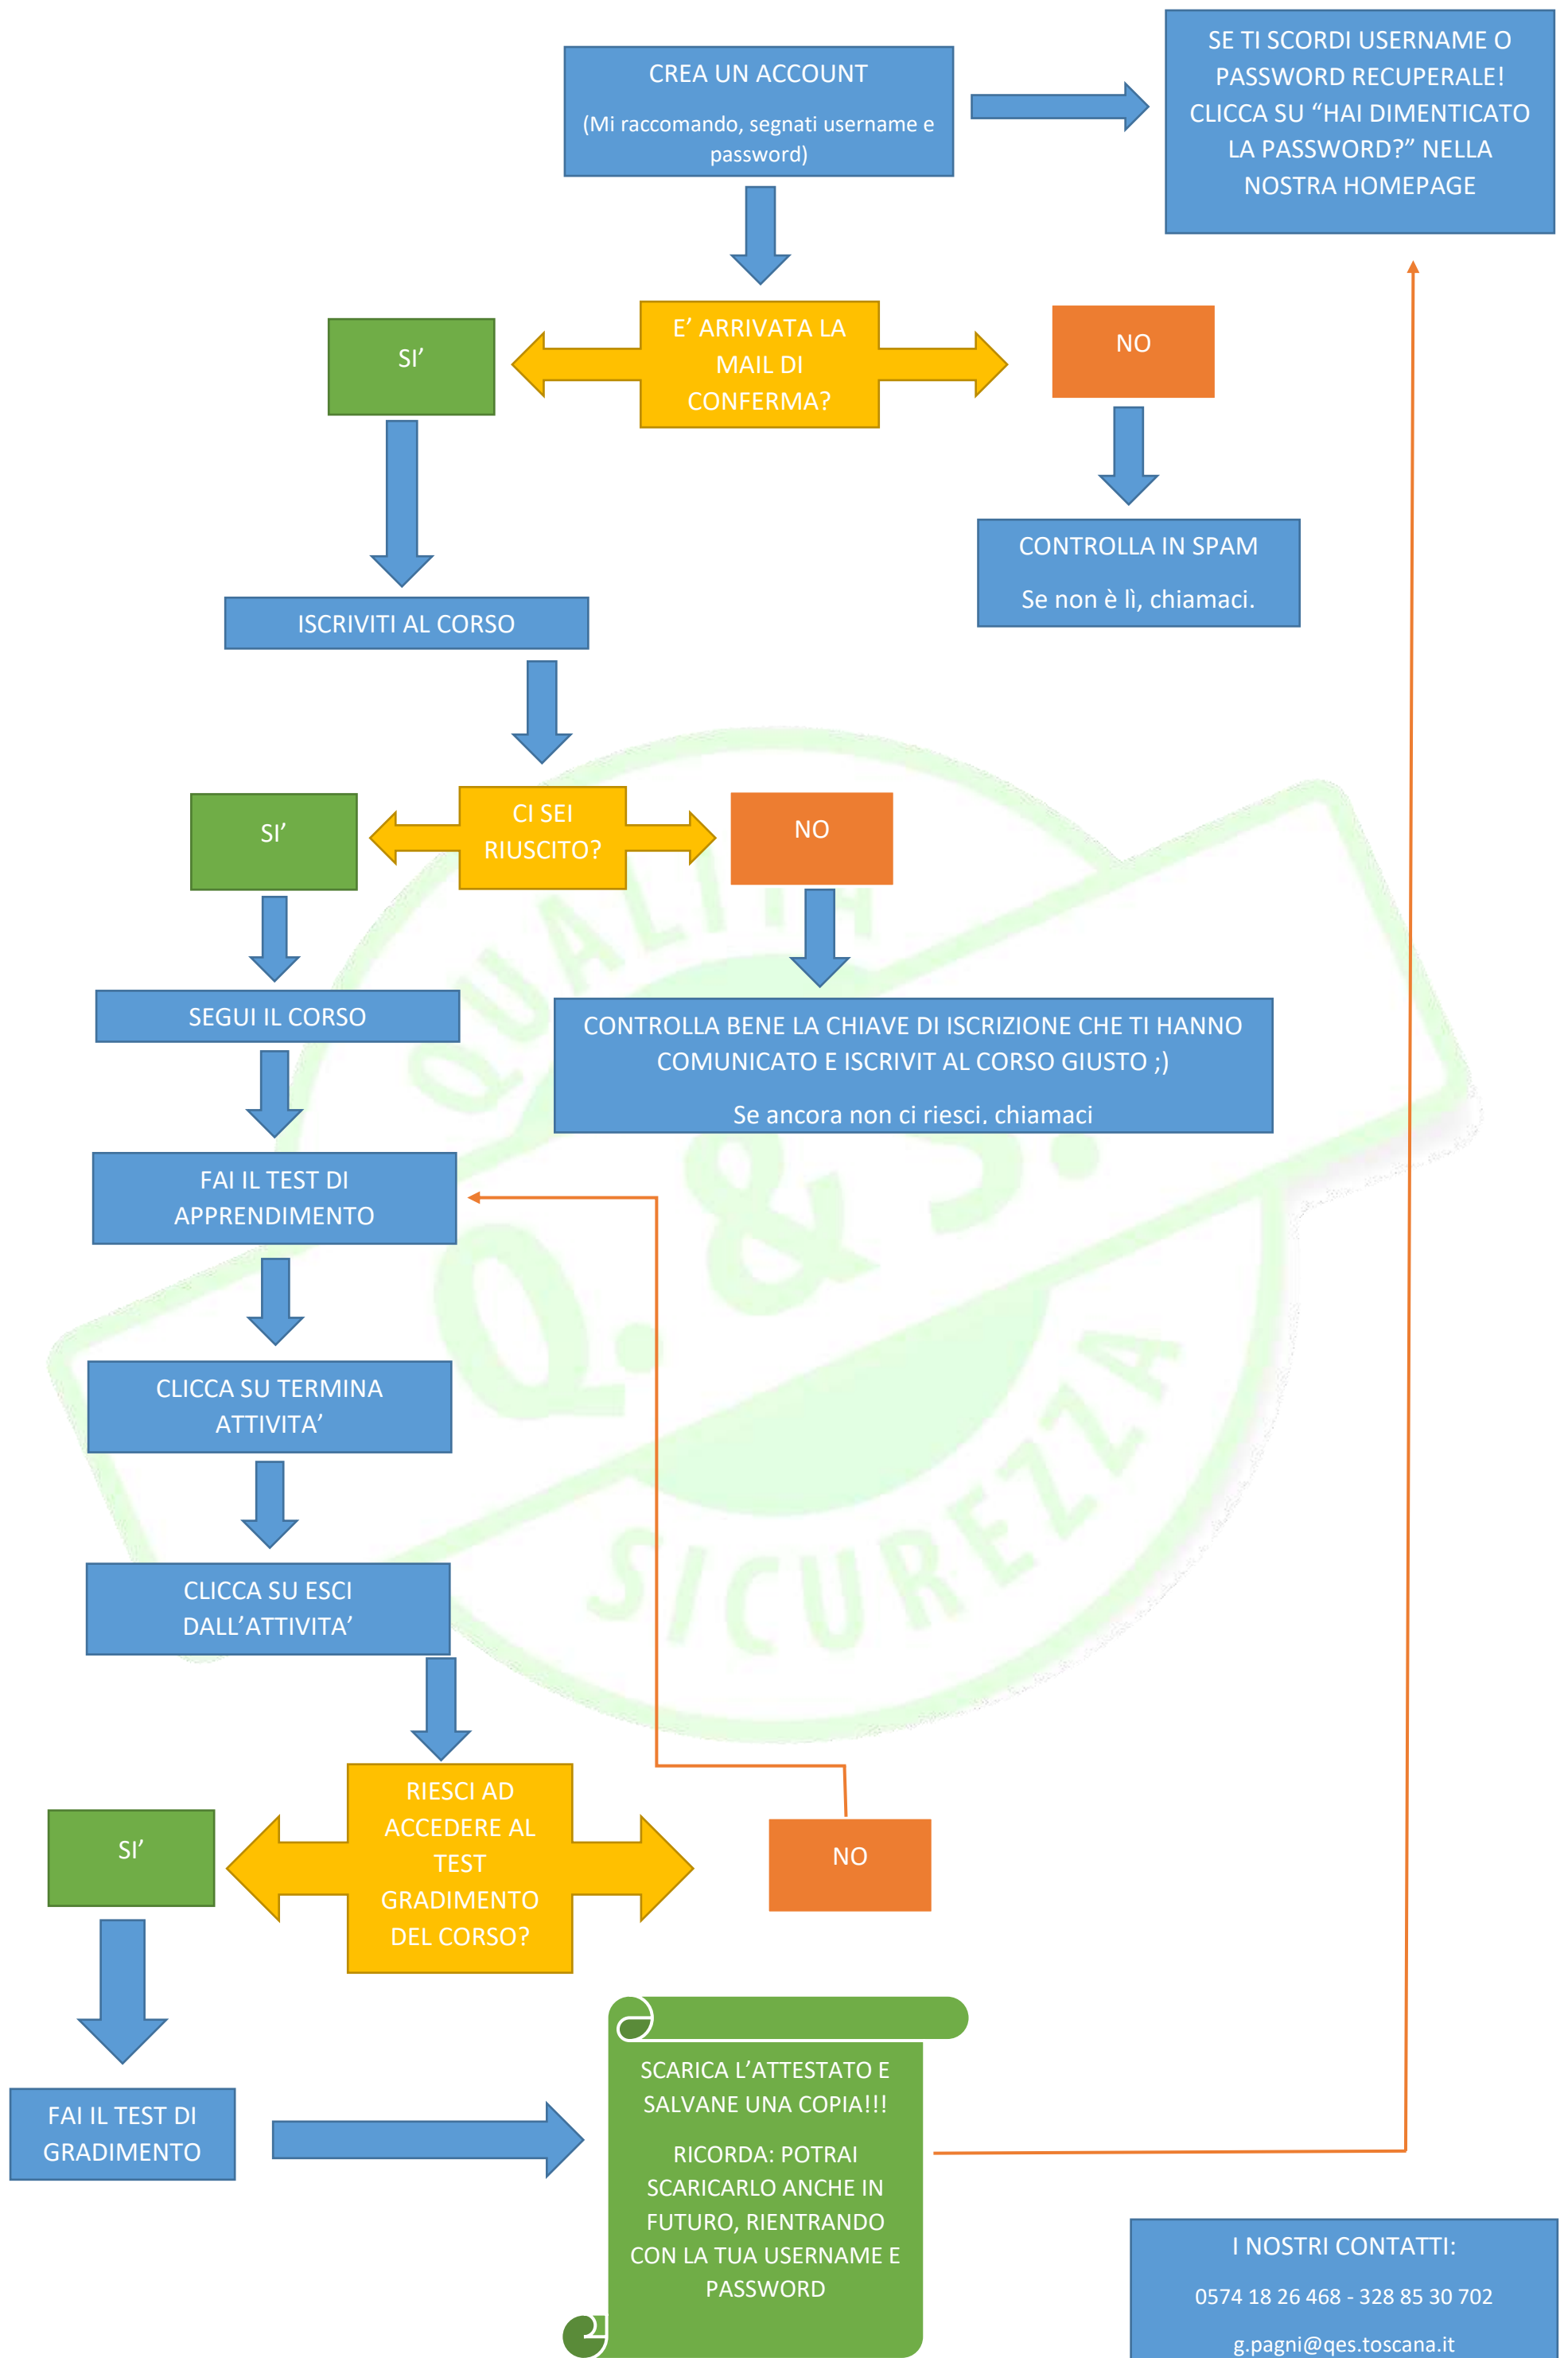 CREA UN ACCOUNT
(Mi raccomando, segnati username e
password)
SE TI SCORDI USERNAME O
PASSWORD RECUPERALE!
CLICCA SU “HAI DIMENTICATO
LA PASSWORD?” NELLA
NOSTRA HOMEPAGE
SI’
E’ ARRIVATA LA
MAIL DI
CONFERMA?
NO
CONTROLLA IN SPAM
Se non è lì, chiamaci.
ISCRIVITI AL CORSO
SI’
CI SEI
RIUSCITO?
NO
SEGUI IL CORSO
CONTROLLA BENE LA CHIAVE DI ISCRIZIONE CHE TI HANNO
COMUNICATO E ISCRIVIT AL CORSO GIUSTO ;)
Se ancora non ci riesci, chiamaci
FAI IL TEST DI
APPRENDIMENTO
CLICCA SU TERMINA
ATTIVITA’
CLICCA SU ESCI
DALL’ATTIVITA’
SI’
RIESCI AD
ACCEDERE AL
TEST
GRADIMENTO
DEL CORSO?
NO
FAI IL TEST DI
GRADIMENTO
SCARICA L’ATTESTATO E
SALVANE UNA COPIA!!!
RICORDA: POTRAI
SCARICARLO ANCHE IN
FUTURO, RIENTRANDO
CON LA TUA USERNAME E
PASSWORD
I NOSTRI CONTATTI:
0574 18 26 468 - 328 85 30 702
g.pagni@qes.toscana.it
QUALITÀ
Q. & S.
SICUREZZA